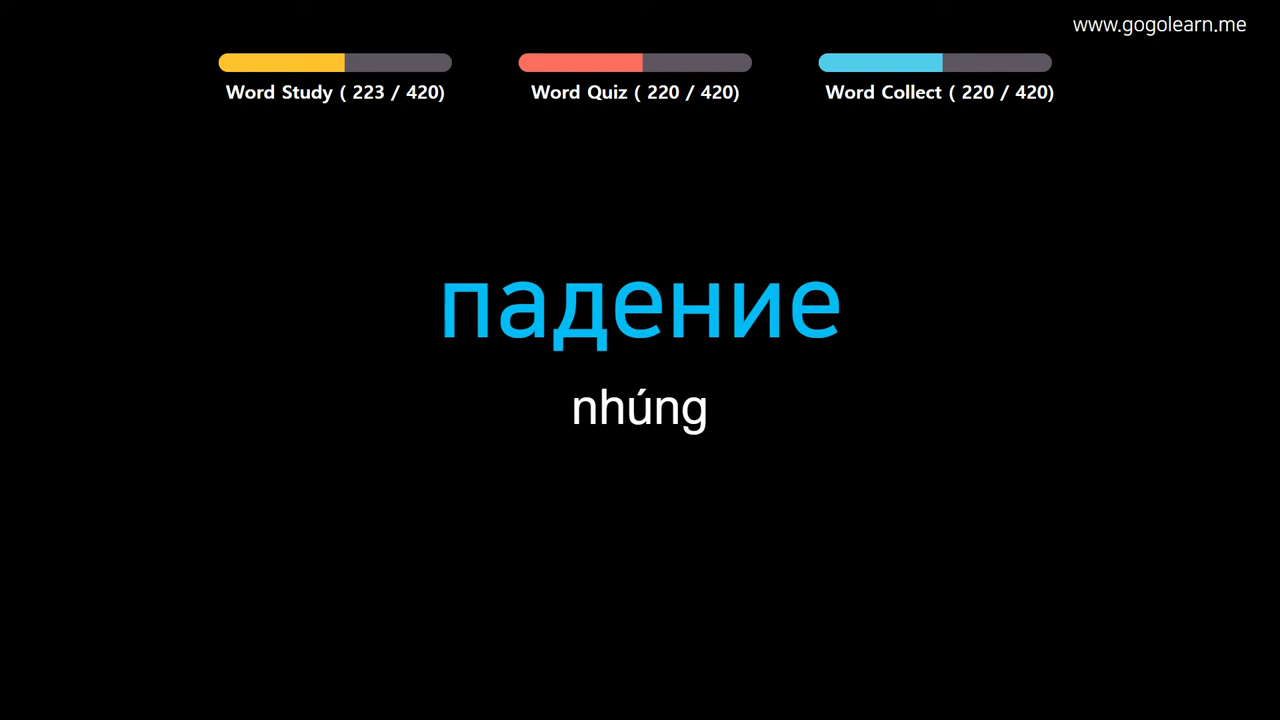 www.gogolearn.me
Word Study ( 223 / 420)
Word Quiz ( 220 / 420)
Word Collect ( 220 / 420)
падение
nhúng